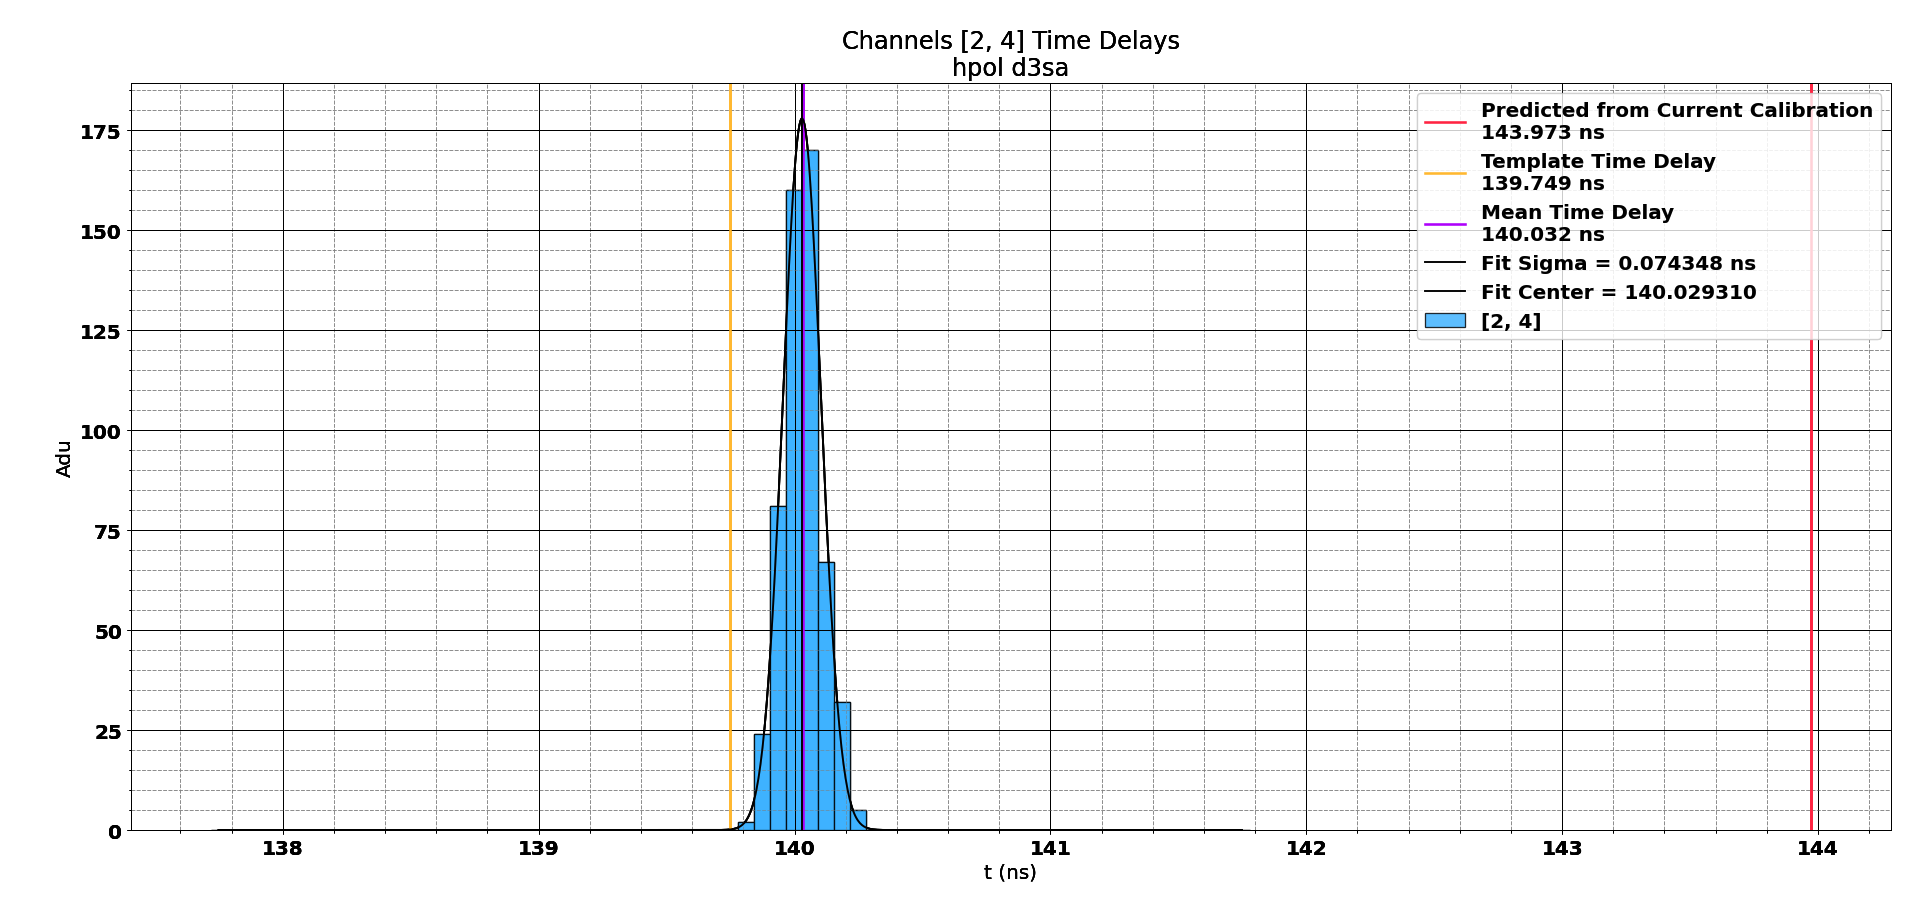 Channels [2, 4] Time Delays
hpol d3sa
Predicted from Current Calibration
143.973 ns
Template Time Delay
139.749 ns
Mean Time Delay
140.032 ns
Fit Sigma = 0.074348 ns
Fit Center = 140.029310
[2, 4]
175
150
125
100
75
50
25
0
Adu
138 139 140 141 142 143 144
t (ns)